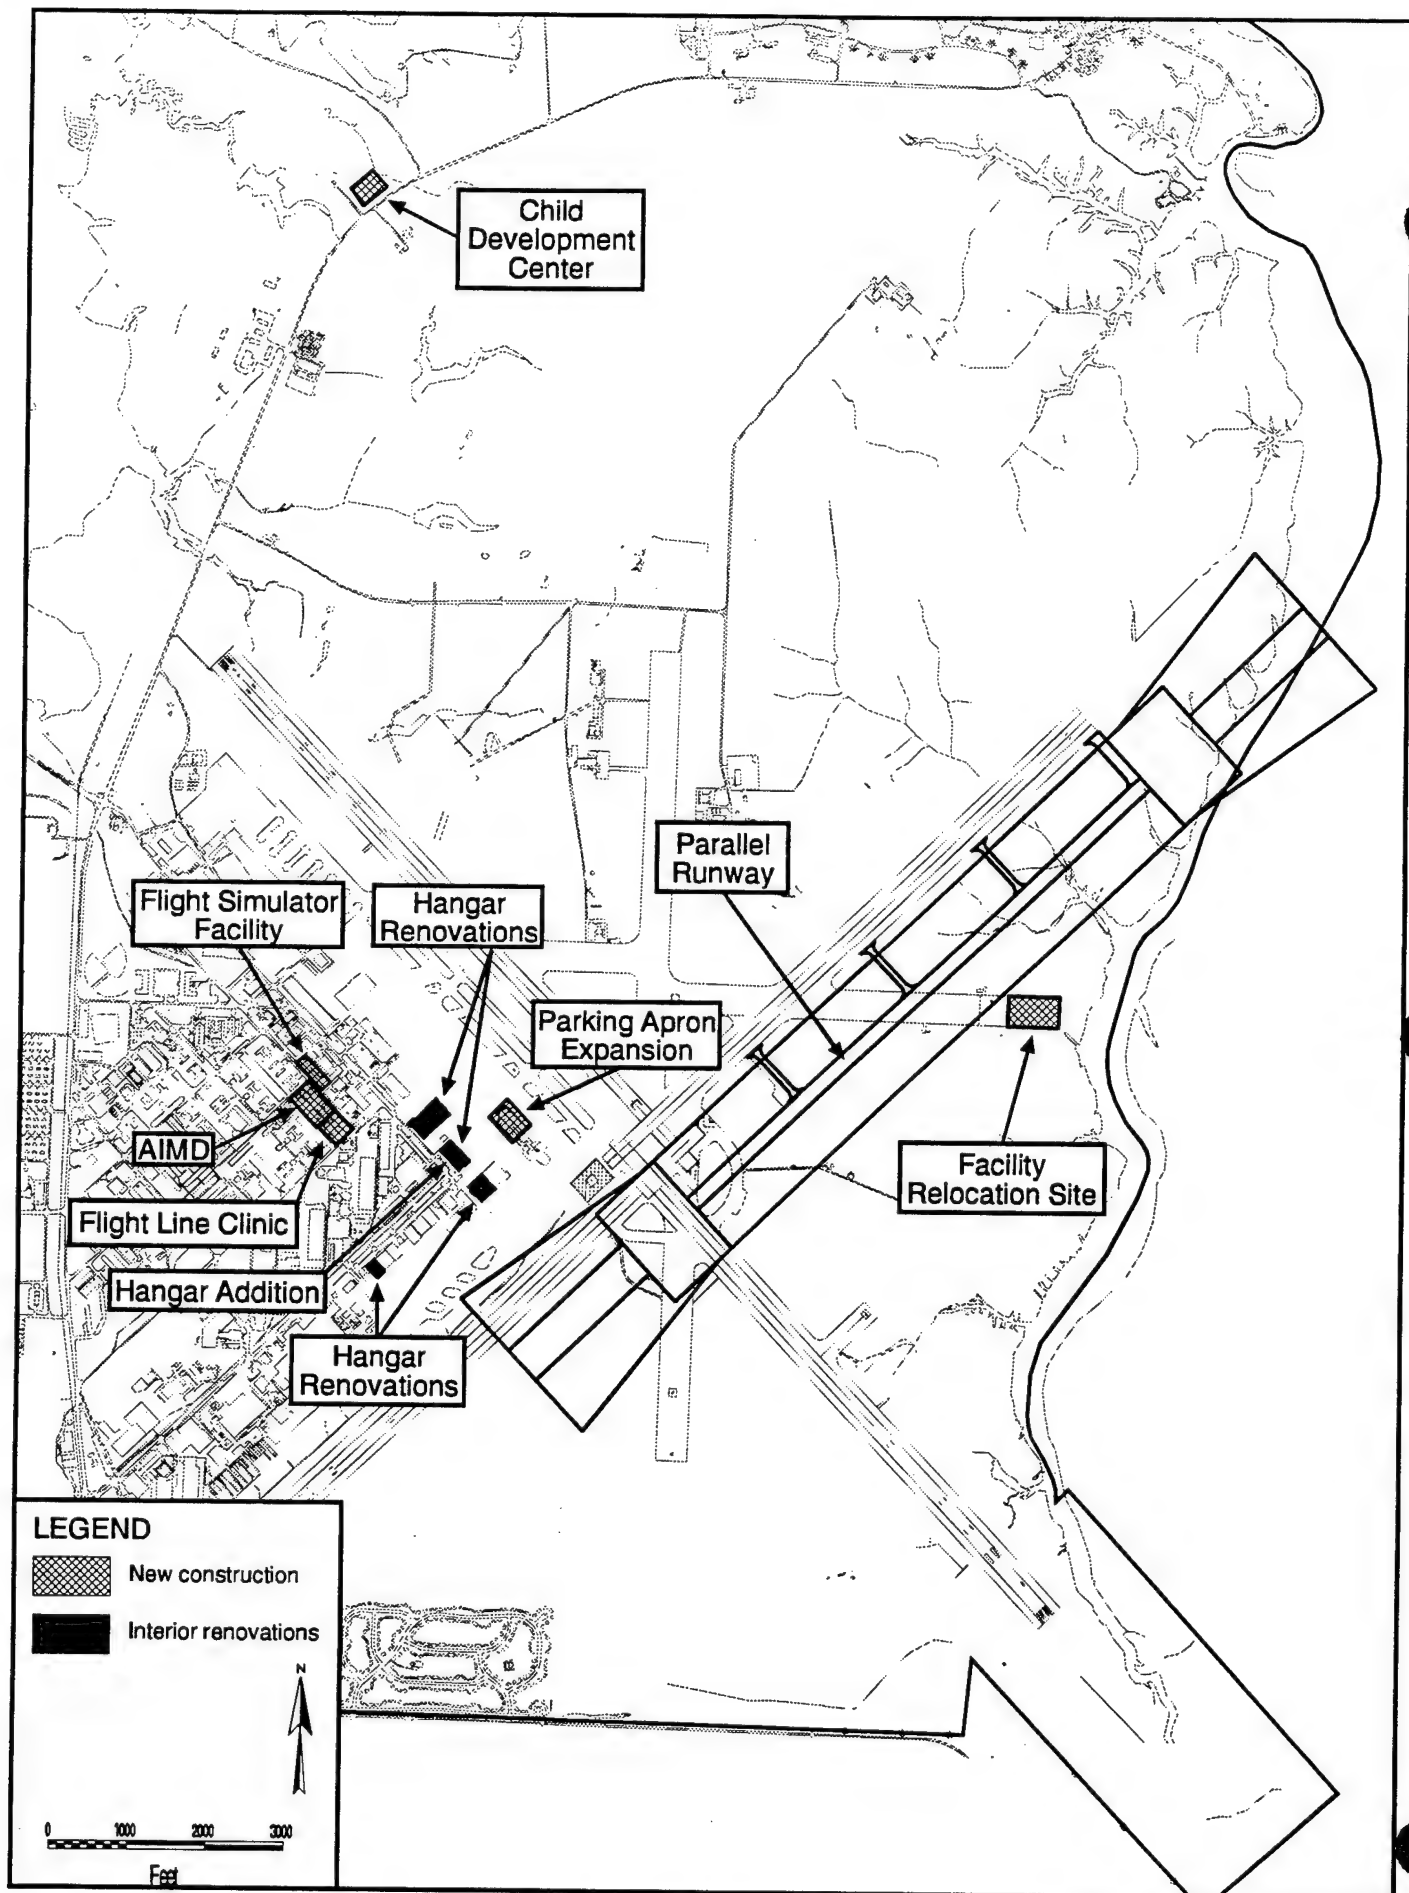 Child
Development
Center
Parallel
Runway
Flight Simulator
Facility
Hangar
Renovations
Parking Apron
Expansion
AIMD
Facility
Relocation Site
Flight Line Clinic
Hangar Addition
Hangar
Renovations
LEGEND
New construction
Interior renovations
N
0 1000 2000 3000
Feet